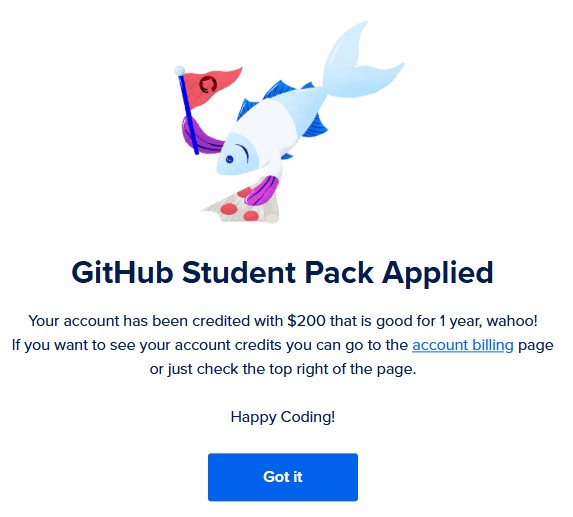 GitHub Student Pack Applied
Your account has been credited with $200 that is good for 1 year, wahoo!
If you want to see your account credits you can go to the account billing page
or just check the top right of the page.
Happy Coding!
Got it